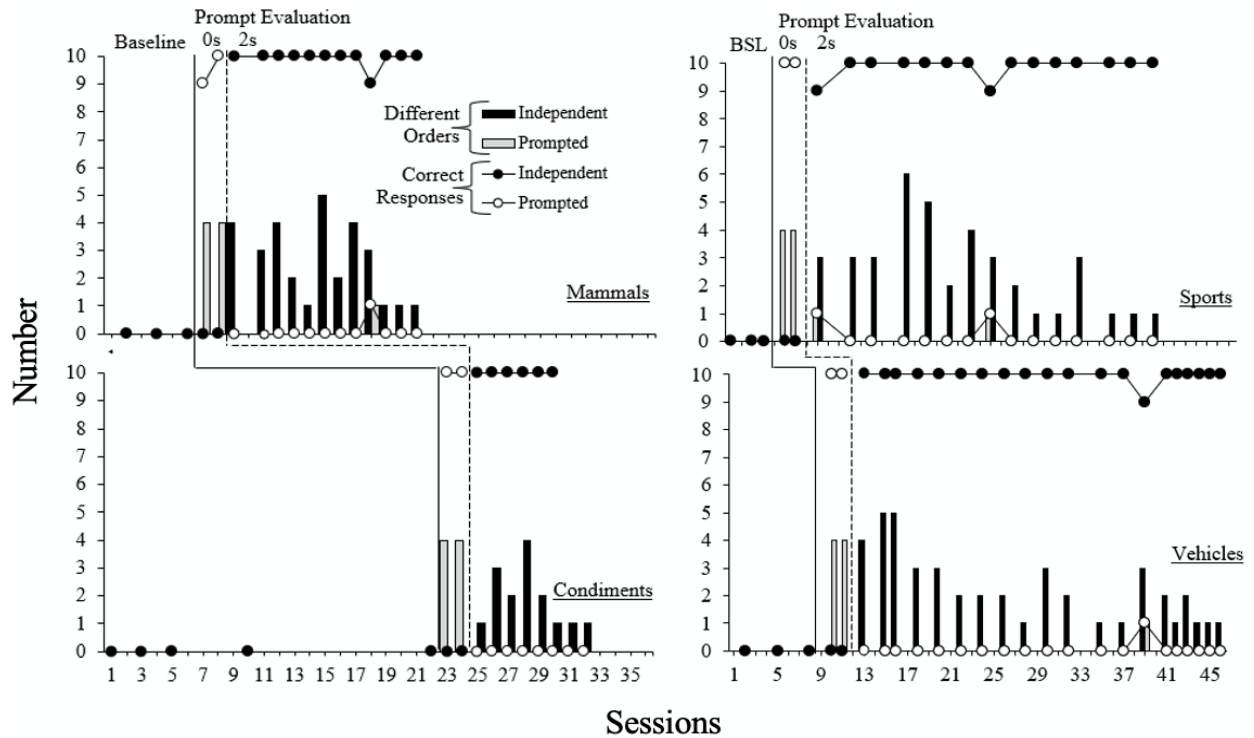 Prompt Evaluation
Baseline 0s 2s
10
9
8
7
6
5
4
3
2
1
0
Different Orders
Independent
Prompted
Correct Responses
Independent
Prompted
Mammals
Prompt Evaluation
BSL 0s 2s
10
9
8
7
6
5
4
3
2
1
0
Sports
Number
10
9
8
7
6
5
4
3
2
1
0
Condiments
1 3 5 7 9 11 13 15 17 19 21 23 25 27 29 31 33 35
10
9
8
7
6
5
4
3
2
1
0
Vehicles
1 5 9 13 17 21 25 29 33 37 41 45
Sessions